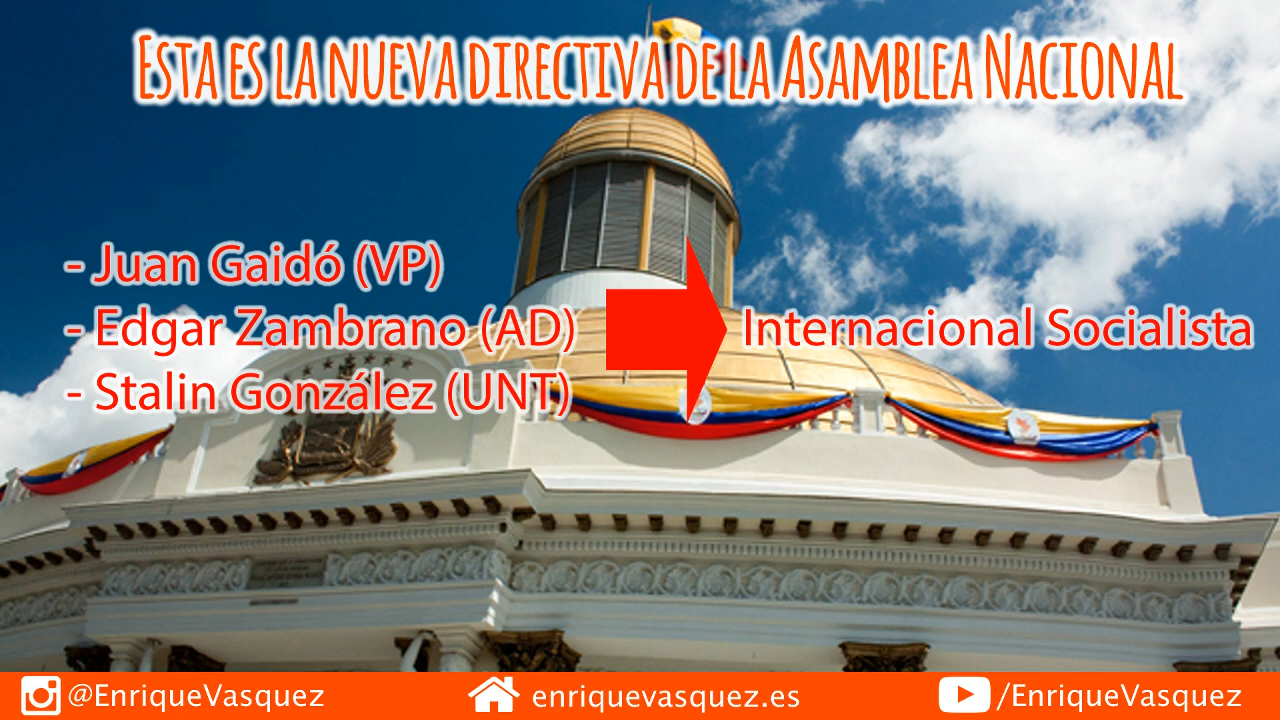 Esta es la nueva directiva de la Asamblea Nacional
- Juan Gaidó (VP)
- Edgar Zambrano (AD)
- Stalin González (UNT)
Internacional Socialista
@EnriqueVasquez
enriquevasquez.es
/EnriqueVasquez